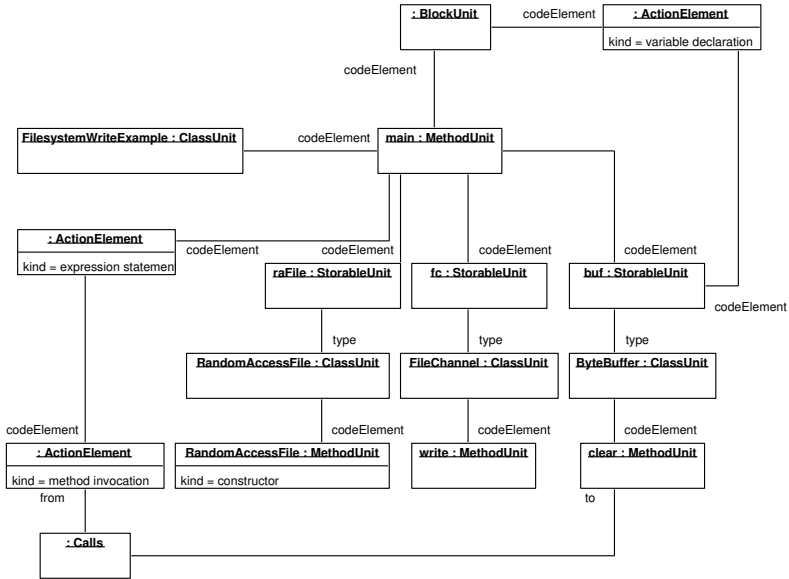 : BlockUnit
codeElement
: ActionElement
kind = variable declaration
codeElement
FilesystemWriteExample : ClassUnit
codeElement
main : MethodUnit
: ActionElement
kind = expression statement
codeElement
codeElement
codeElement
codeElement
raFile : StorableUnit
fc : StorableUnit
buf : StorableUnit
codeElement
type
type
type
RandomAccessFile : ClassUnit
FileChannel : ClassUnit
ByteBuffer : ClassUnit
codeElement
codeElement
codeElement
codeElement
: ActionElement
kind = method invocation
RandomAccessFile : MethodUnit
kind = constructor
write : MethodUnit
clear : MethodUnit
from
to
: Calls